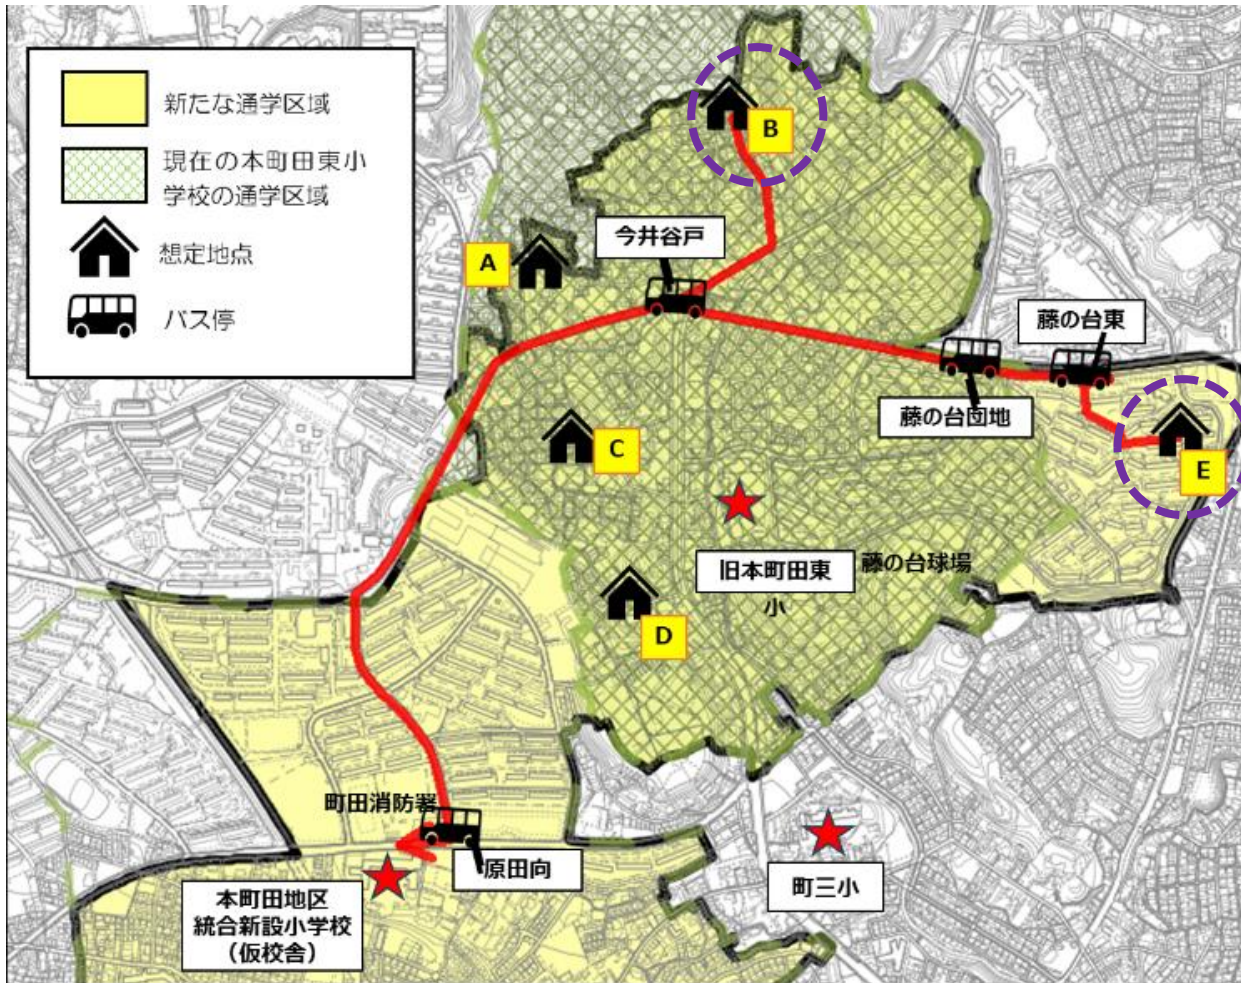 新たな通学区域
現在の本町田東小
学校の通学区域
想定地点
バス停
B
今井谷戸
A
藤の台東
藤の台団地
C
E
旧本町田東
小
藤の台球場
D
町田消防署
原田向
本町田地区
統合新設小学校
（仮校舎）
町三小